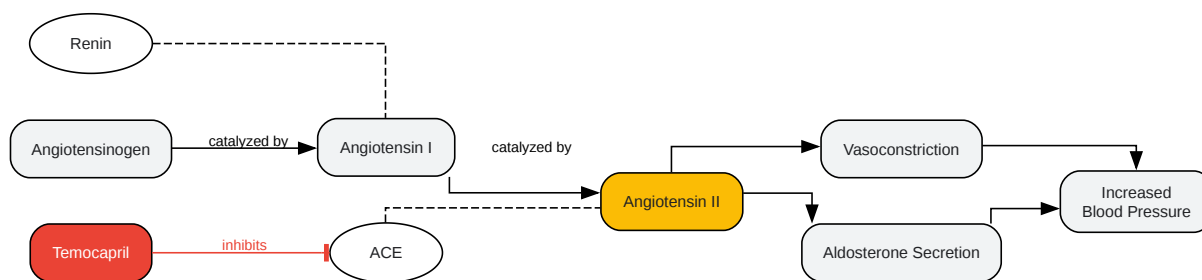 Renin
Angiotensinogen
catalyzed by
Angiotensin I
catalyzed by
Vasoconstriction
Angiotensin II
Increased
Blood Pressure
Temocapril
inhibits
ACE
Aldosterone Secretion